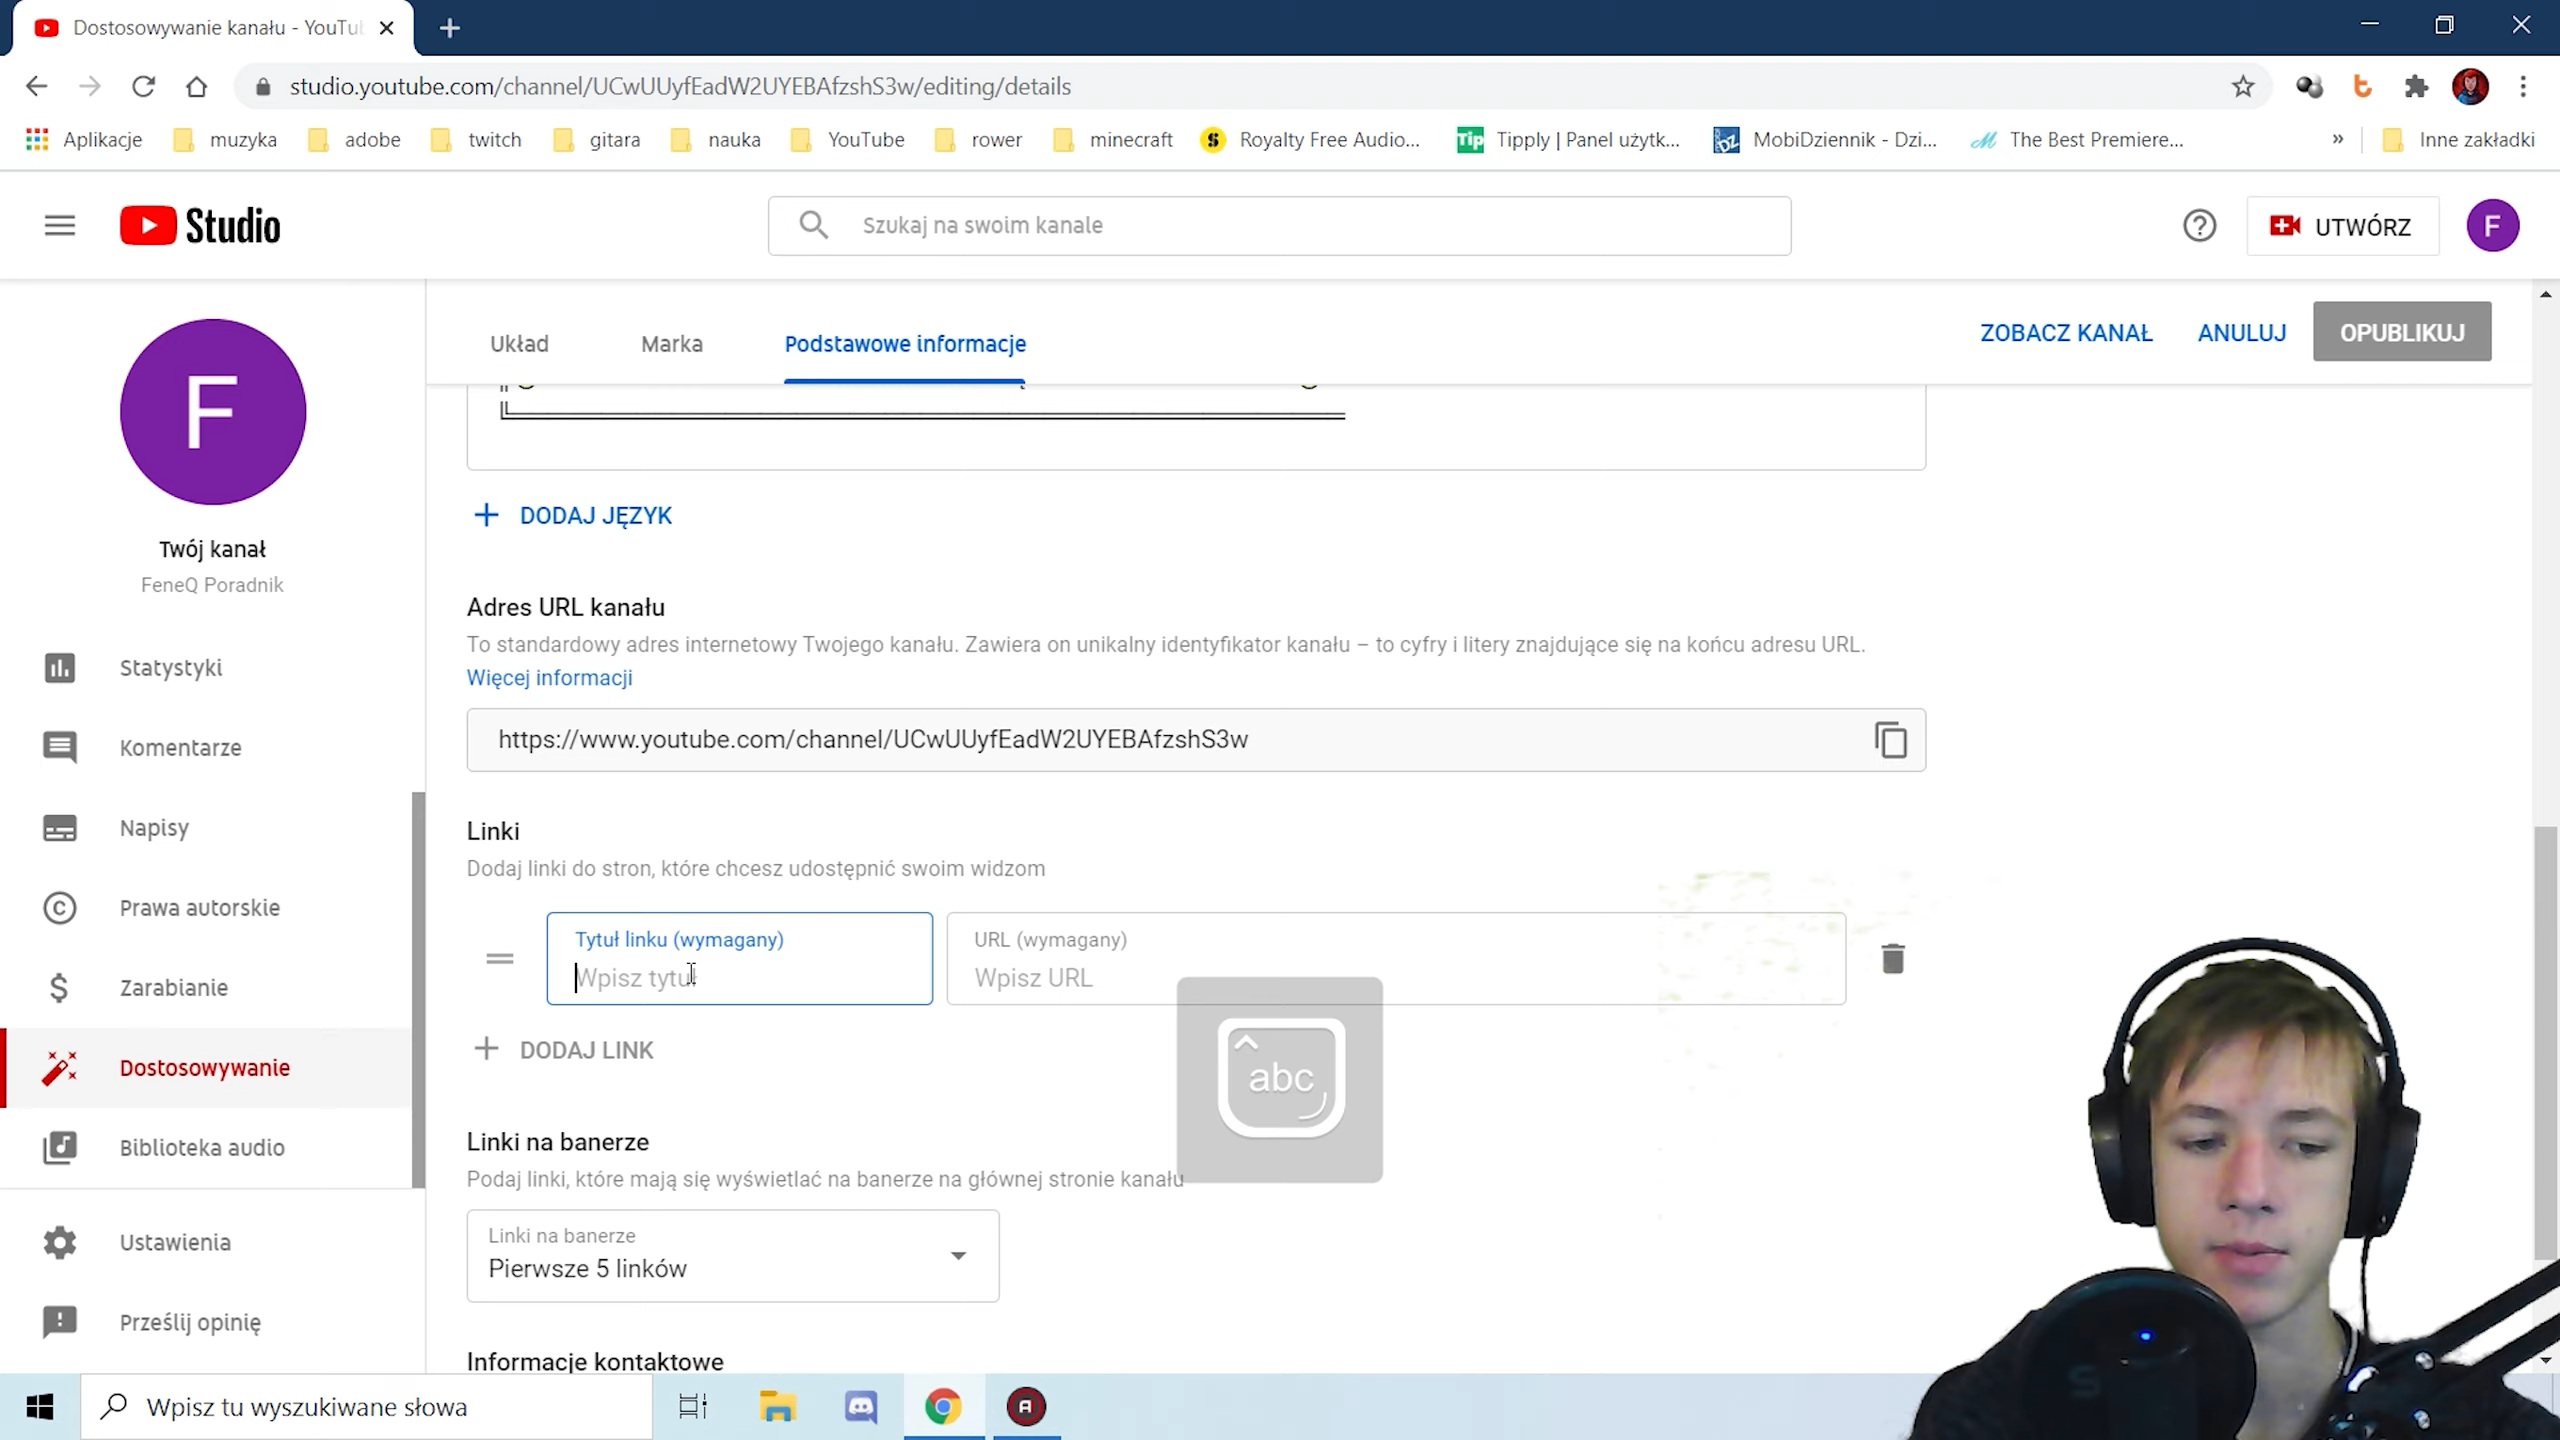 Dostosowywanie kanału - YouTu
studio.youtube.com/channel/UCwUUyfEadW2UYEBAfzshS3w/editing/details
Aplikacje muzyka adobe twitch gitara nauka YouTube rower minecraft Royalty Free Audio... Tipply | Panel użytk... MobiDziennik - Dzi... The Best Premiere... » Inne zakładki
Studio
Szukaj na swoim kanale
UTWÓRZ
F
F
Twój kanał
FeneQ Poradnik
Statystyki
Komentarze
Napisy
Prawa autorskie
Zarabianie
Dostosowywanie
Biblioteka audio
Ustawienia
Prześlij opinię
Układ Marka Podstawowe informacje
ZOBACZ KANAŁ ANULUJ OPUBLIKUJ
DODAJ JĘZYK
Adres URL kanału
To standardowy adres internetowy Twojego kanału. Zawiera on unikalny identyfikator kanału – to cyfry i litery znajdujące się na końcu adresu URL.
Więcej informacji
https://www.youtube.com/channel/UCwUUyfEadW2UYEBAfzshS3w
Linki
Dodaj linki do stron, które chcesz udostępnić swoim widzom
Tytuł linku (wymagany)
Wpisz tytuł
URL (wymagany)
Wpisz URL
DODAJ LINK
abc
Linki na banerze
Podaj linki, które mają się wyświetlać na banerze na głównej stronie kanału
Linki na banerze
Pierwsze 5 linków
Informacje kontaktowe
Wpisz tu wyszukiwane słowa